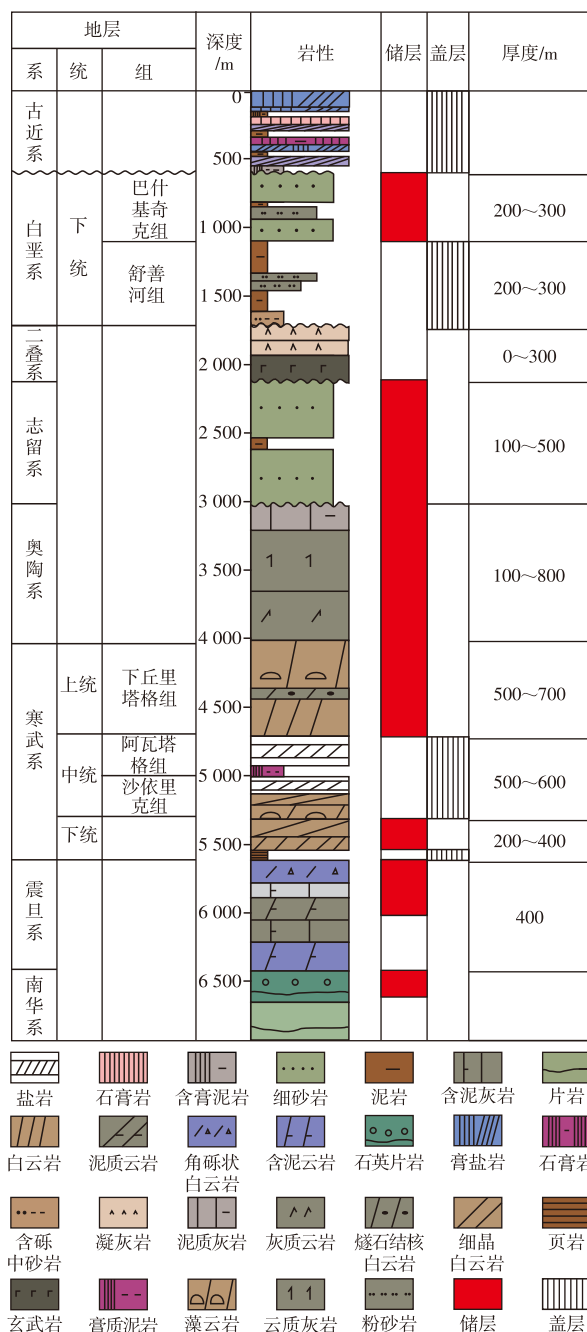 地层
深度
/m
岩性
储层
盖层
厚度/m
系
统
组
古近系
白垩系
下统
巴什
基奇
克组
舒善
河组
二叠系
志留系
奥陶系
寒武系
上统
下丘里
塔格组
中统
阿瓦塔
格组
沙依里
克组
下统
震旦系
南华系
0
500
1 000
1 500
2 000
2 500
3 000
3 500
4 000
4 500
5 000
5 500
6 000
6 500
200～300
200～300
0～300
100～500
100～800
500～700
500～600
200～400
400
盐岩
石膏岩
含膏泥岩
细砂岩
泥岩
含泥灰岩
片岩
白云岩
泥质云岩
角砾状
白云岩
含泥云岩
石英片岩
膏盐岩
石膏岩
含砾
中砂岩
凝灰岩
泥质灰岩
灰质云岩
燧石结核
白云岩
细晶
白云岩
页岩
玄武岩
膏质泥岩
藻云岩
云质灰岩
粉砂岩
储层
盖层